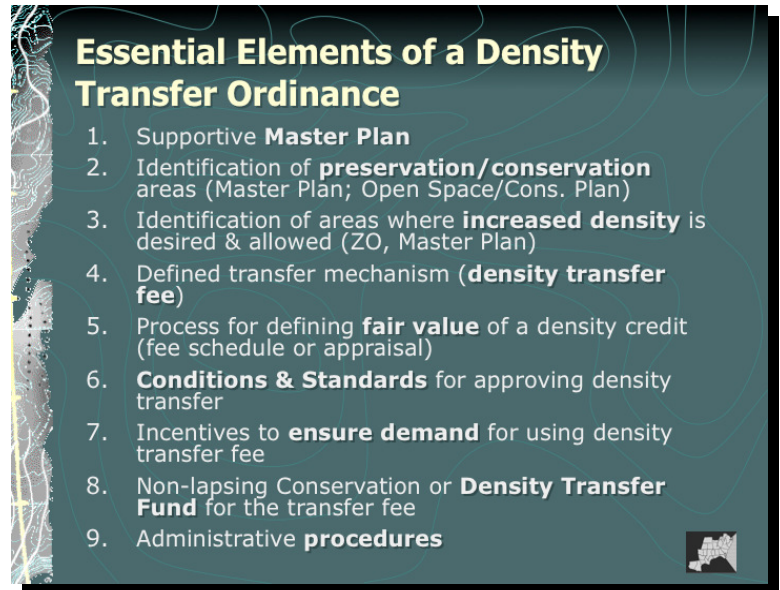 Essential Elements of a Density
Transfer Ordinance
1. Supportive Master Plan
2. Identification of preservation/conservation
areas (Master Plan; Open Space/Cons. Plan)
3. Identification of areas where increased density is
desired & allowed (ZO, Master Plan)
4. Defined transfer mechanism (density transfer
fee)
5. Process for defining fair value of a density credit
(fee schedule or appraisal)
6. Conditions & Standards for approving density
transfer
7. Incentives to ensure demand for using density
transfer fee
8. Non-lapsing Conservation or Density Transfer
Fund for the transfer fee
9. Administrative procedures